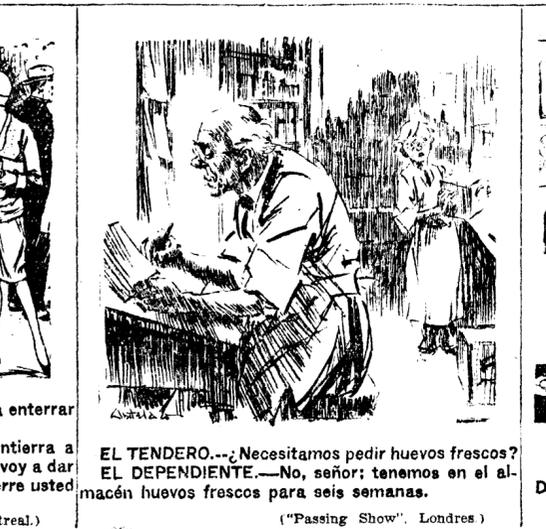 enterrar
ntierra a
voy a dar
rre usted
real.)
EL TENDERO.--¿Necesitamos pedir huevos frescos?
EL DEPENDIENTE.—No, señor; tenemos en el al-
macén huevos frescos para seis semanas.
("Passing Show". Londres.)
D